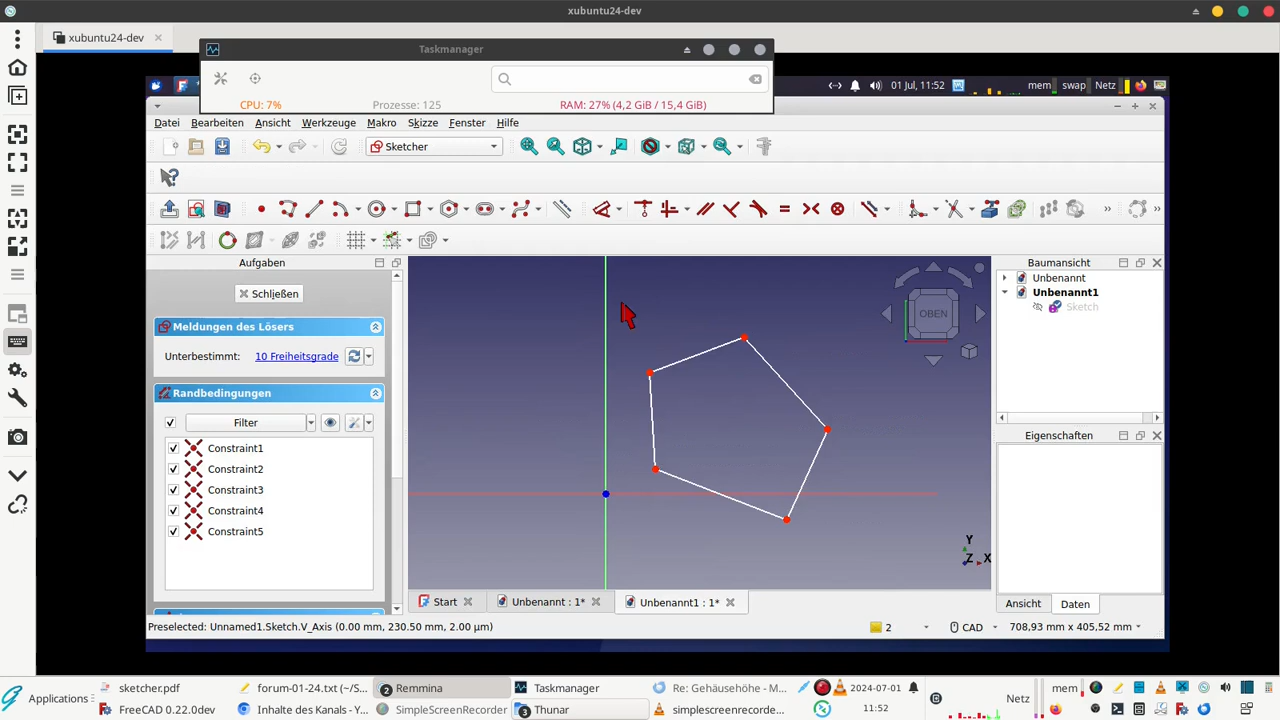 xubuntu24-dev
xubuntu24-dev
Taskmanager
CPU: 7%
Prozesse: 125
RAM: 27% (4,2 GiB / 15,4 GiB)
01 Jul, 11:52
mem
swap
Netz
Datei
Bearbeiten
Ansicht
Werkzeuge
Makro
Skizze
Fenster
Hilfe
Sketcher
Aufgaben
Schließen
Meldungen des Lösers
Unterbestimmt:
10 Freiheitsgrade
Randbedingungen
Filter
Constraint1
Constraint2
Constraint3
Constraint4
Constraint5
OBEN
Y
Z
X
Baumansicht
Unbenannt
Unbenannt1
Sketch
Eigenschaften
Ansicht
Daten
Start
Unbenannt : 1*
Unbenannt1 : 1*
Preselected: Unnamed1.Sketch.V_Axis (0.00 mm, 230.50 mm, 2.00 µm)
2
CAD
708,93 mm x 405,52 mm
Applications
sketcher.pdf
forum-01-24.txt (~/S...
2 Remmina
Taskmanager
Re: Gehäusehöhe - M...
2024-07-01
FreeCAD 0.22.0dev
Inhalte des Kanals - Yo...
SimpleScreenRecorder
3 Thunar
simplescreenrecorde...
11:52
Netz
mem